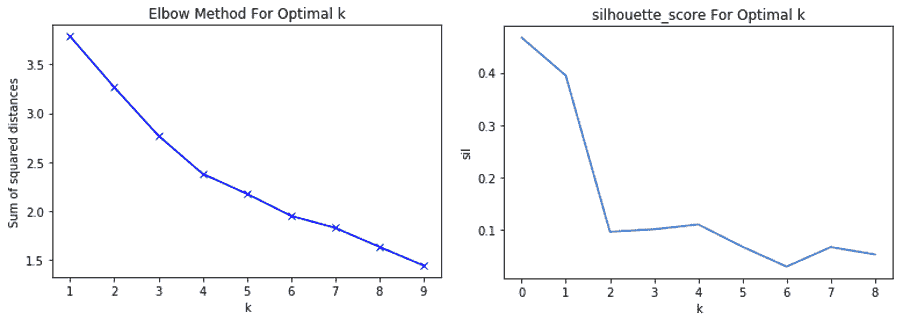 Elbow Method For Optimal k
Sum of squared distances
3.5
3.0
2.5
2.0
1.5
1 2 3 4 5 6 7 8 9
k
silhouette_score For Optimal k
sil
0.4
0.3
0.2
0.1
0 1 2 3 4 5 6 7 8
k